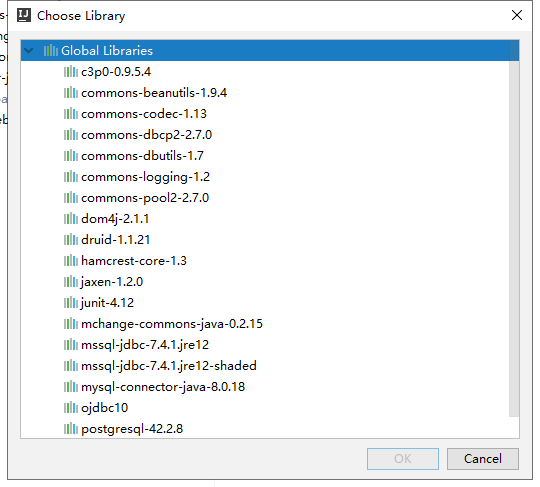 IJ Choose Library
Global Libraries
c3p0-0.9.5.4
commons-beanutils-1.9.4
commons-codec-1.13
commons-dbcp2-2.7.0
commons-dbutils-1.7
commons-logging-1.2
commons-pool2-2.7.0
dom4j-2.1.1
druid-1.1.21
hamcrest-core-1.3
jaxen-1.2.0
junit-4.12
mchange-commons-java-0.2.15
mssql-jdbc-7.4.1.jre12
mssql-jdbc-7.4.1.jre12-shaded
mysql-connector-java-8.0.18
ojdbc10
postgresql-42.2.8
OK Cancel